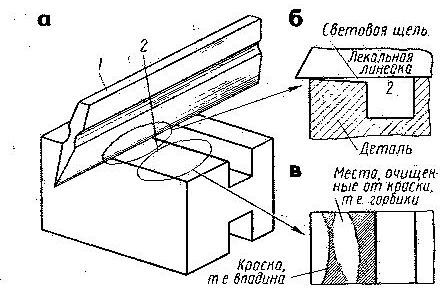 а
1
2
б
Световая щель.
Лекальная
линейка
2
Деталь
в
Места, очищен-
ные от краски,
т.е. горбики
Краска,
т.е впадина